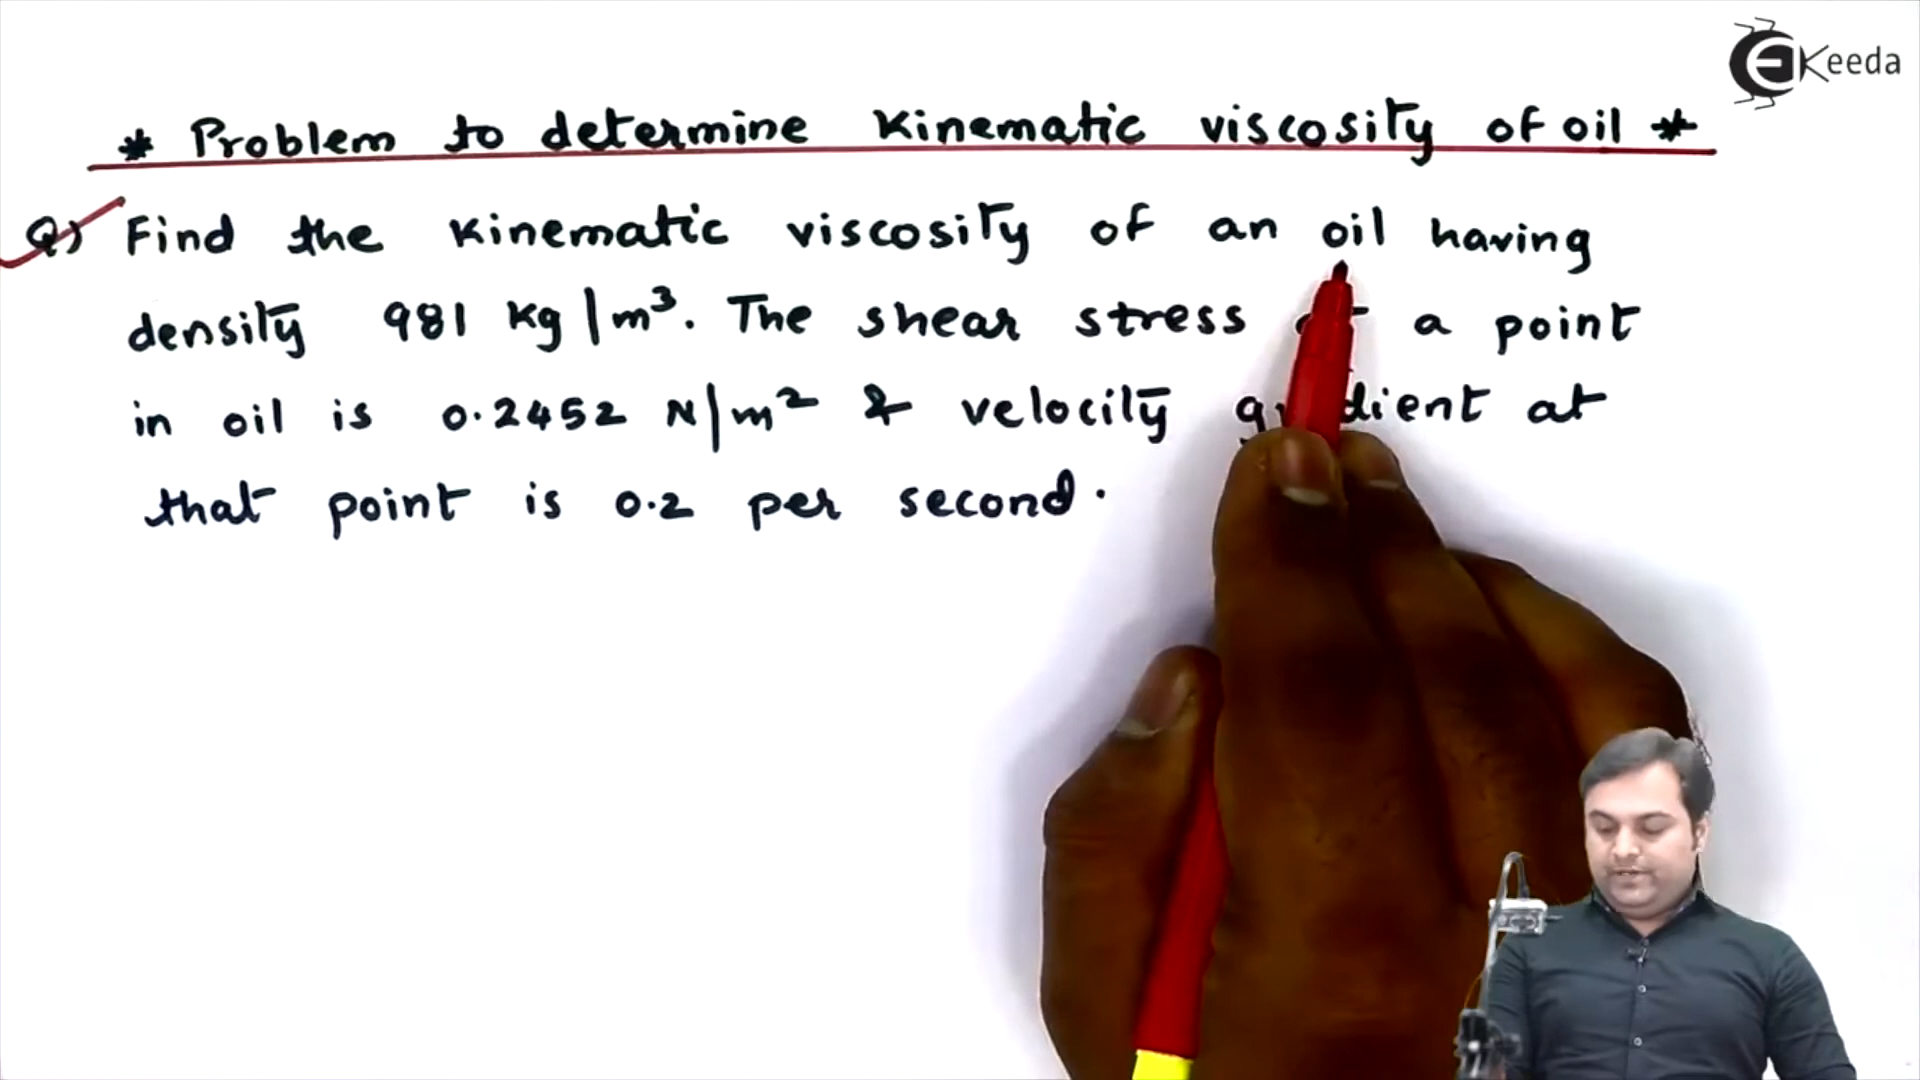 EKeeda
* Problem to determine kinematic viscosity of oil *
Q) Find the kinematic viscosity of an oil having
density 981 kg/m³. The shear stress a point
in oil is 0.2452 N/m² & velocity at
that point is 0.2 per second.